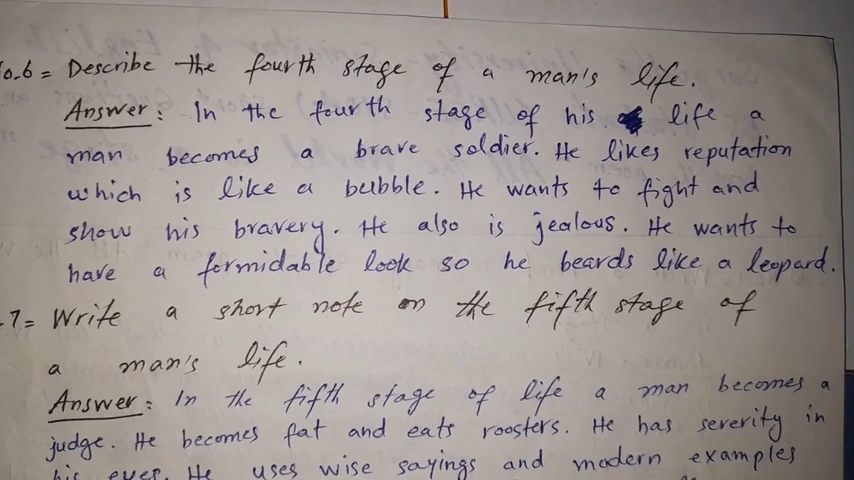 o.6 = Describe the fourth stage of a man's life.
Answer: In the fourth stage of his life a
man becomes a brave soldier. He likes reputation
which is like a bubble. He wants to fight and
show his bravery. He also is jealous. He wants to
have a formidable look so he beards like a leopard.
.7= Write a short note on the fifth stage of
a man's life.
Answer: In the fifth stage of life a man becomes a
judge. He becomes fat and eats roosters. He has severity in
his eyes. He uses wise sayings and modern examples